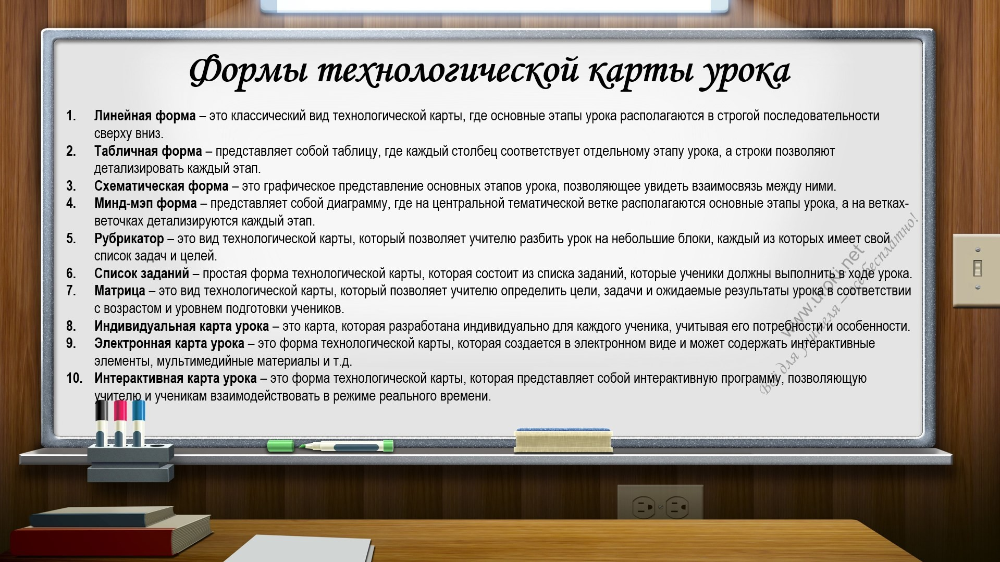 Формы технологической карты урока
1. Линейная форма – это классический вид технологической карты, где основные этапы урока располагаются в строгой последовательности
сверху вниз.
2. Табличная форма – представляет собой таблицу, где каждый столбец соответствует отдельному этапу урока, а строки позволяют
детализировать каждый этап.
3. Схематическая форма – это графическое представление основных этапов урока, позволяющее увидеть взаимосвязь между ними.
4. Минд-мэп форма – представляет собой диаграмму, где на центральной тематической ветке располагаются основные этапы урока, а на ветках-
веточках детализируются каждый этап.
5. Рубрикатор – это вид технологической карты, который позволяет учителю разбить урок на небольшие блоки, каждый из которых имеет свой
список задач и целей.
6. Список заданий – простая форма технологической карты, которая состоит из списка заданий, которые ученики должны выполнить в ходе урока.
7. Матрица – это вид технологической карты, который позволяет учителю определить цели, задачи и ожидаемые результаты урока в соответствии
с возрастом и уровнем подготовки учеников.
8. Индивидуальная карта урока – это карта, которая разработана индивидуально для каждого ученика, учитывая его потребности и особенности.
9. Электронная карта урока – это форма технологической карты, которая создается в электронном виде и может содержать интерактивные
элементы, мультимедийные материалы и т.д.
10. Интерактивная карта урока – это форма технологической карты, которая представляет собой интерактивную программу, позволяющую
учителю и ученикам взаимодействовать в режиме реального времени.
www.uroki.net
Всё для учителя – всё бесплатно!